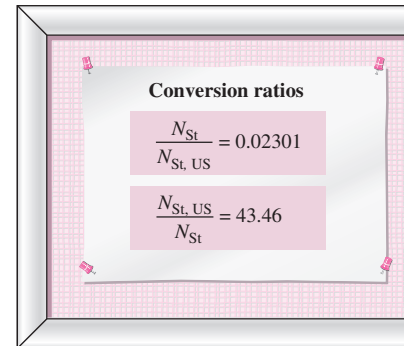 Conversion ratios
N_St / N_St, US = 0.02301
N_St, US / N_St = 43.46